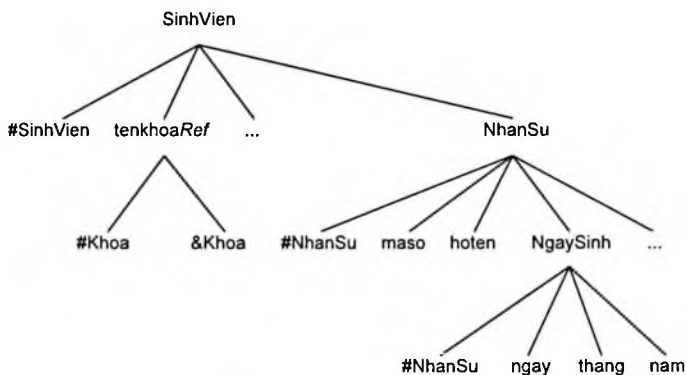 SinhVien
#SinhVien tenkhoaRef ... NhanSu
#Khoa &Khoa #NhanSu maso hoten NgaySinh ...
#NhanSu ngay thang nam